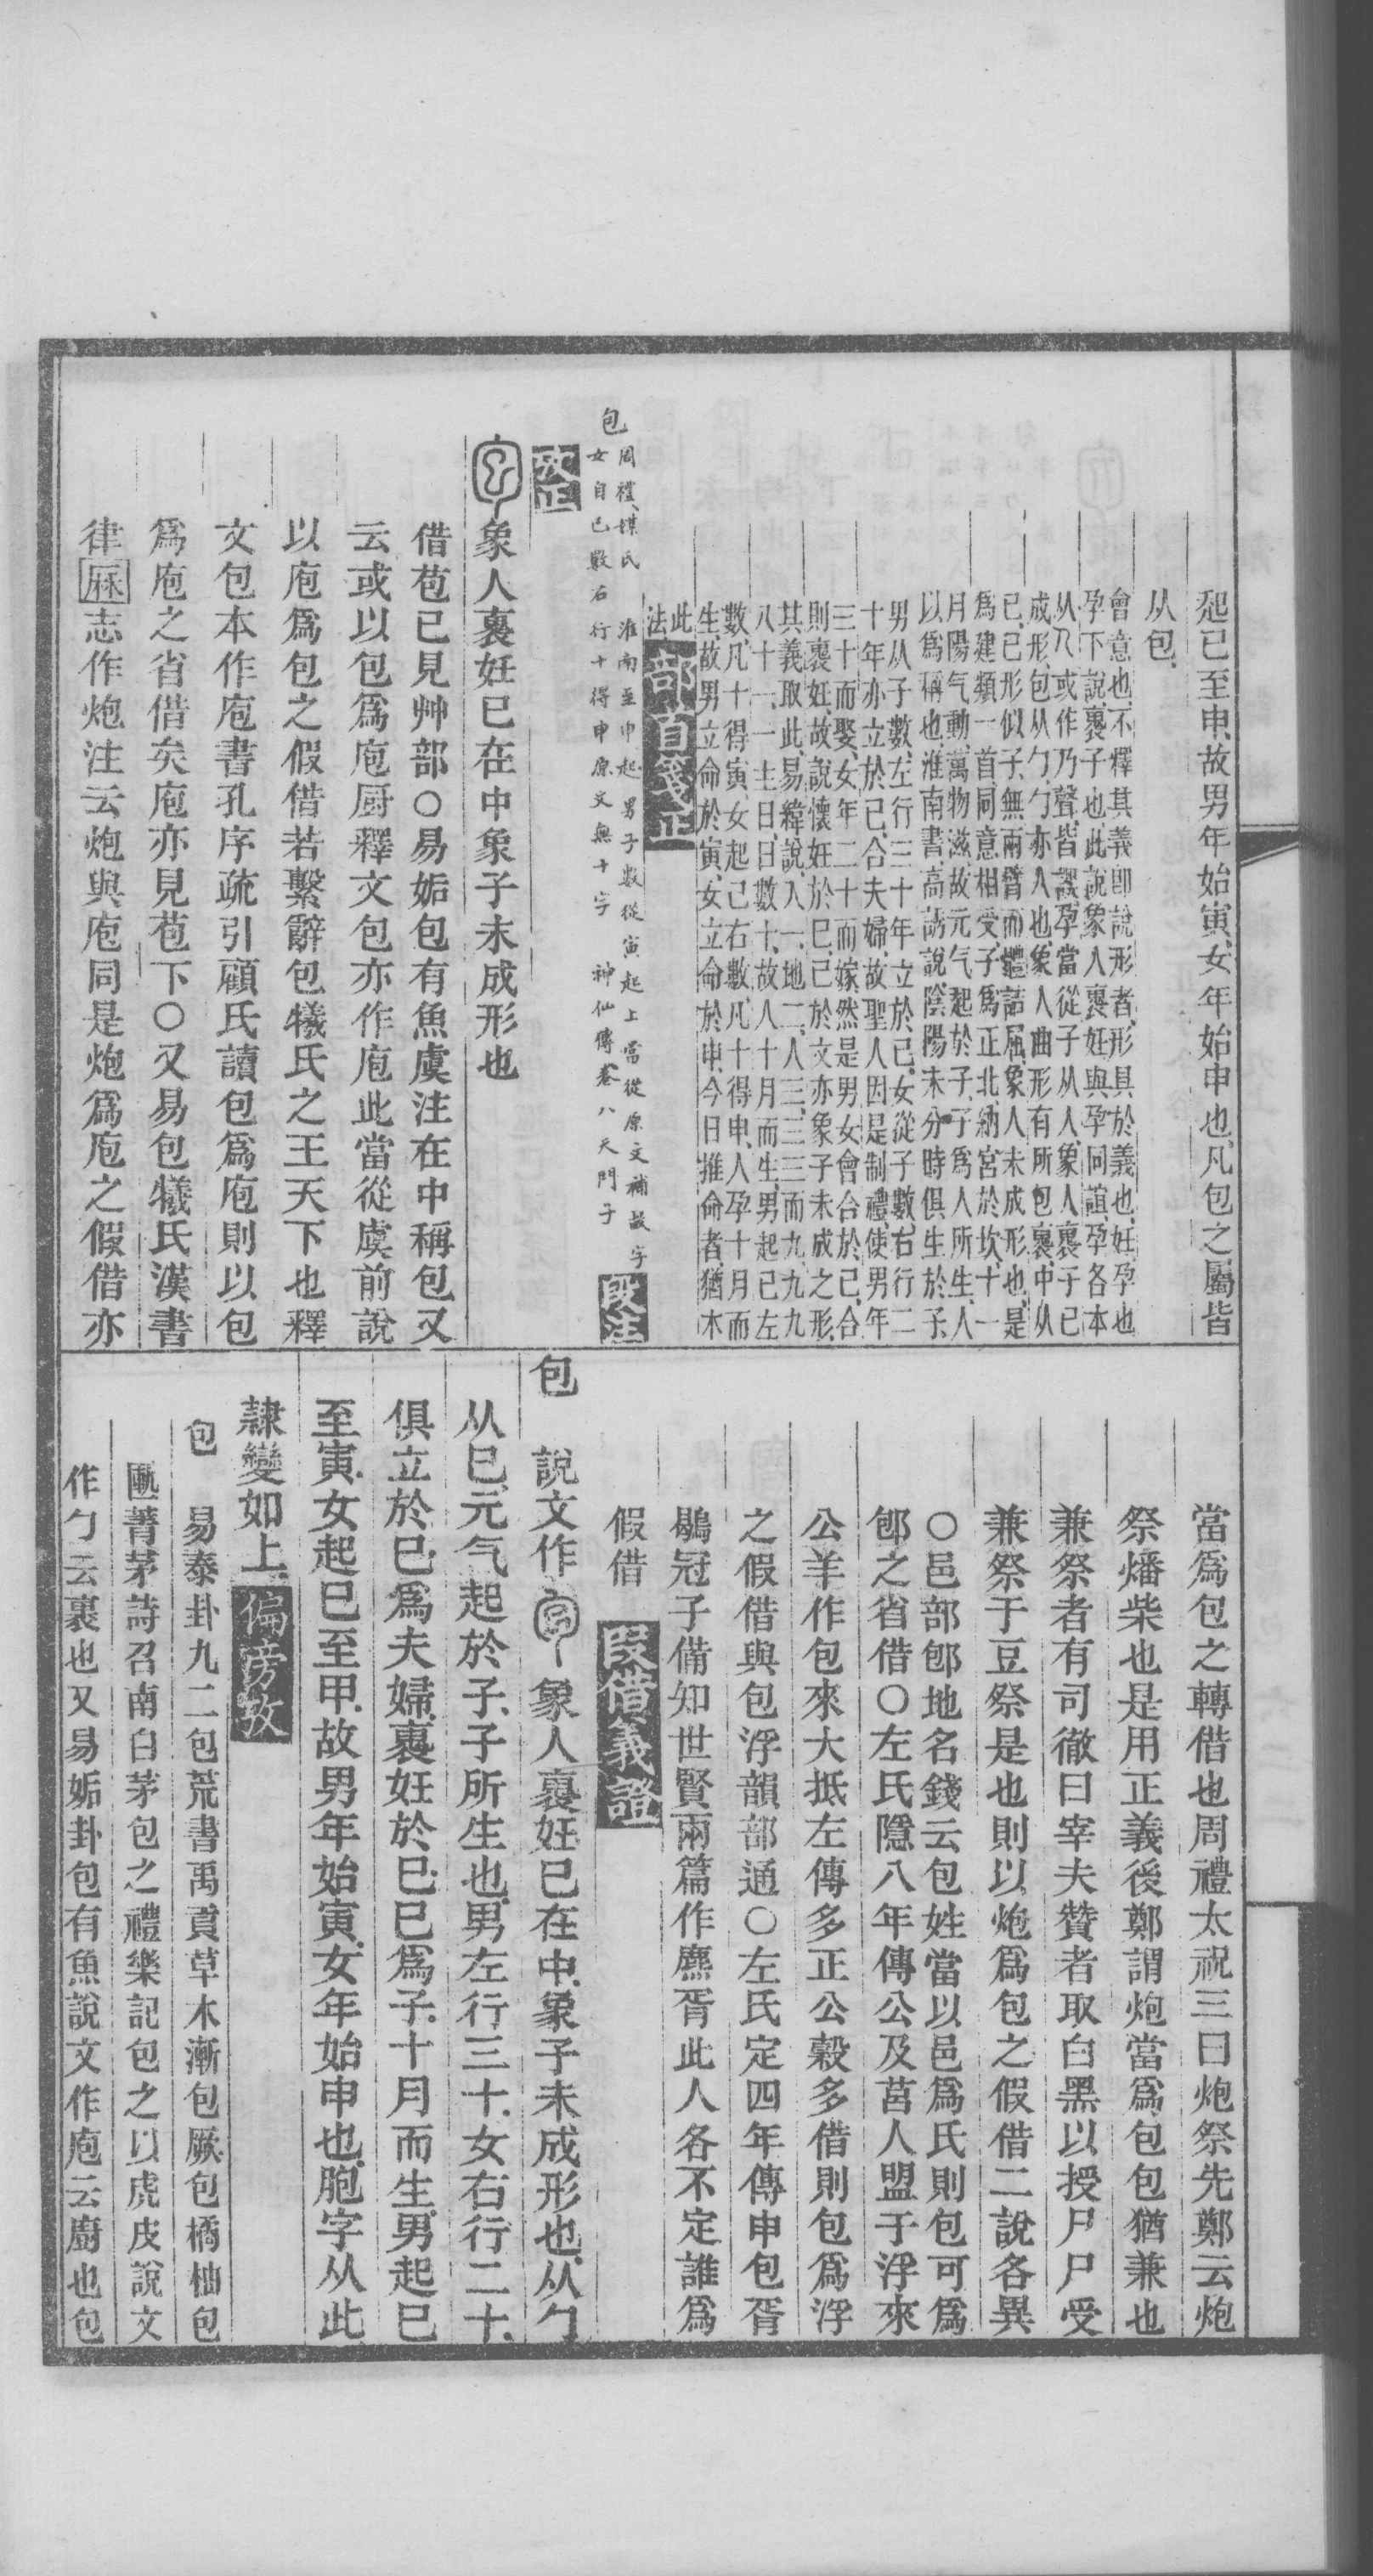 起巳至申、故男年始寅、女年始申也、凡包之屬皆
从包、
會意也、不釋其義卽說形者、形具於義也、妊孕也
孕下說裹子也、此說象人裹妊、與孕同誼、孕各本
从乃或作乃聲、皆誤、孕當從子从人、象人裹于巳
成形、包从勹、勹亦人也、象人曲形有所包裹、中从
巳、巳形似子、無兩臂而體詰屈、象人未成形也、是
爲建類一首同意相受、子爲正北、納宮於坎、十一
月陽气動、萬物滋、故元气起於子、子爲人所生、人
以爲稱也、淮南書、高誘說、陰陽未分時俱生於子、
男从子數、左行三十年立於巳、女從子數、右行二
十年亦立於巳、合夫婦、故聖人因是制禮、使男年
三十而娶、女年二十而嫁、然是男女會合於巳、合
則裹妊、故說懷妊於巳、巳於文亦象子未成之形、
其義取此、易緯說、人一、地二、人三、三三而九、九九
八十一、一主日、日數十、故人十月而生、男起巳左
數、凡十得寅、女起巳右數、凡十得申、人孕十月而
生、故男立命於寅、女立命於申、今日推命者、猶木
此
法部首箋正
包 周禮、媒氏 淮南至申起 男子數從寅起上當從原文補故字
女自巳數右行十得申原文無十字 神仙傳卷八天門子 段注
攷正
象人裹妊巳在中象子未成形也
借苞已見艸部○易姤包有魚虞注在中稱包又
云或以包爲庖厨釋文包亦作庖此當從虞前說
以庖爲包之假借若繫辭包犧氏之王天下也釋
文包本作庖書孔序疏引顧氏讀包爲庖則以包
爲庖之省借矣庖亦見苞下○又易包犧氏漢書
律厤志作炮注云炮與庖同是炮爲庖之假借亦
當爲包之轉借也周禮太祝三曰炮祭先鄭云炮
祭燔柴也是用正義後鄭謂炮當爲包包猶兼也
兼祭者有司徹曰宰夫贊者取白黑以授尸尸受
兼祭于豆祭是也則以炮爲包之假借二說各異
○邑部郇地名錢云包姓當以邑爲氏則包可爲
郇之省借○左氏隱八年傳公及莒人盟于浮來
公羊作包來大抵左傳多正公穀多借則包爲浮
之假借與包浮韻部通○左氏定四年傳申包胥
鶡冠子備知世賢兩篇作麃胥此人各不定誰爲
假借 段借義證
包 說文作 象人裹妊、巳在中、象子未成形也、从勹
从巳、元气起於子、子所生也、男左行三十、女右行二十、
俱立於巳、爲夫婦、裹妊於巳、巳爲子、十月而生、男起巳
至寅、女起巳至甲、故男年始寅、女年始申也、胞字从此
隷變如上、偏旁攷
包 易泰卦九二包荒書禹貢草木漸包厥包橘柚包
匭菁茅詩召南白茅包之禮樂記包之以虎皮說文
作勹云裹也又易姤卦包有魚說文作庖云廚也包